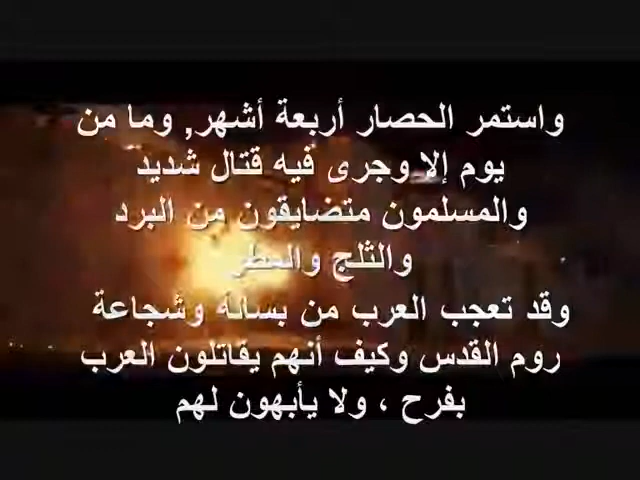 واستمر الحصار أربعة أشهر, وما من
يوم إلا وجرى فيه قتال شديد
والمسلمون متضايقون من البرد
والثلج والمطر
وقد تعجب العرب من بسالة وشجاعة
روم القدس وكيف أنهم يقاتلون العرب
بفرح ، ولا يأبهون لهم